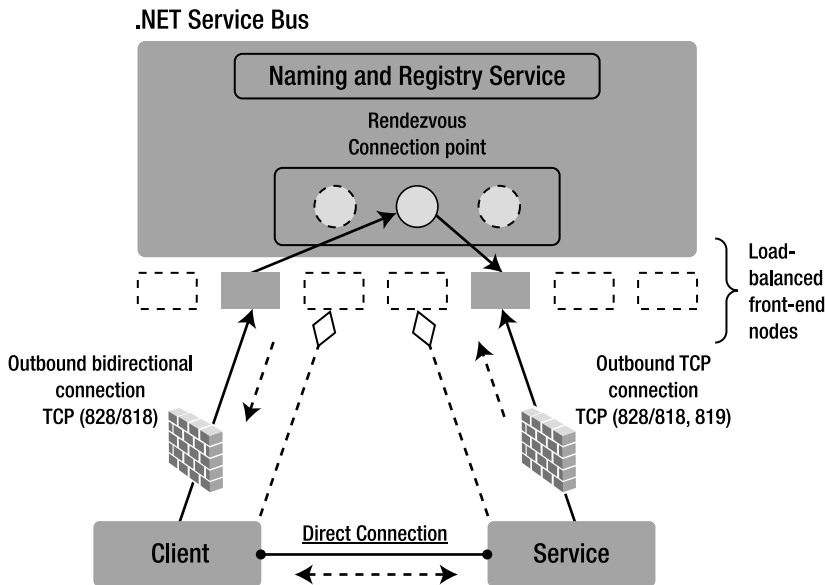 .NET Service Bus
Naming and Registry Service
Rendezvous
Connection point
Load-
balanced
front-end
nodes
Outbound bidirectional
connection
TCP (828/818)
Outbound TCP
connection
TCP (828/818, 819)
Client
Direct Connection
Service